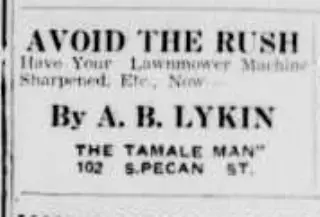 AVOID THE RUSH
Have Your Lawnmower Machine
Sharpened, Etc., Now
By A. B. LYKIN
THE TAMALE MAN"
102 S.PECAN ST.